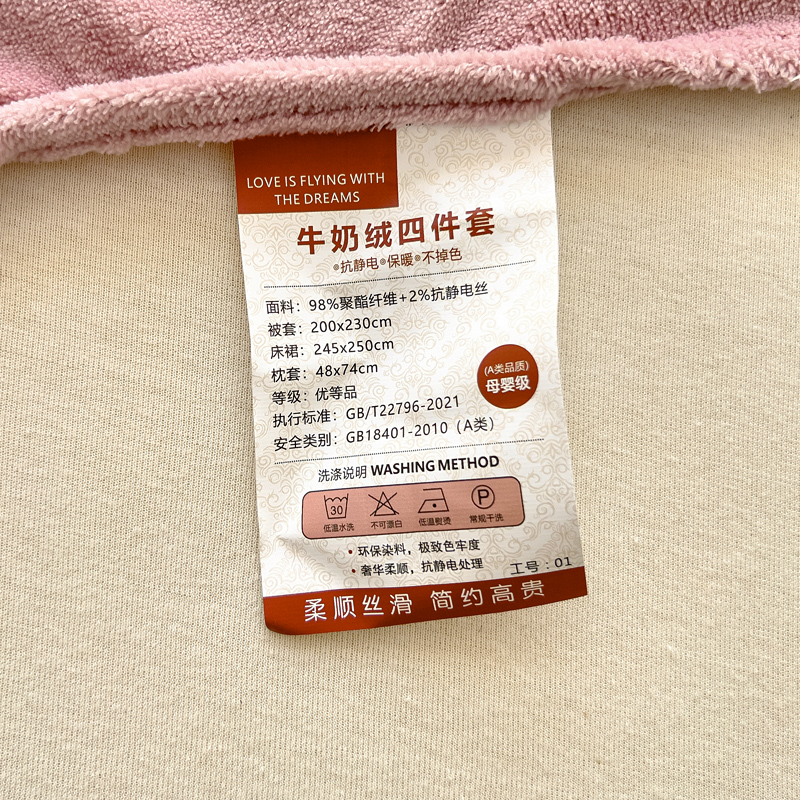 LOVE IS FLYING WITH
THE DREAMS
牛奶绒四件套
●抗静电●保暖●不掉色
面料：98%聚酯纤维+2%抗静电丝
被套：200x230cm
床裙：245x250cm
枕套：48x74cm
等级：优等品
执行标准：GB/T22796-2021
安全类别：GB18401-2010（A类）
(A类品质)
母婴级
洗涤说明 WASHING METHOD
30
P
低温水洗 不可漂白 低温熨烫 常规干洗
• 环保染料，极致色牢度
• 奢华柔顺，抗静电处理
工号：01
柔顺丝滑 简约高贵